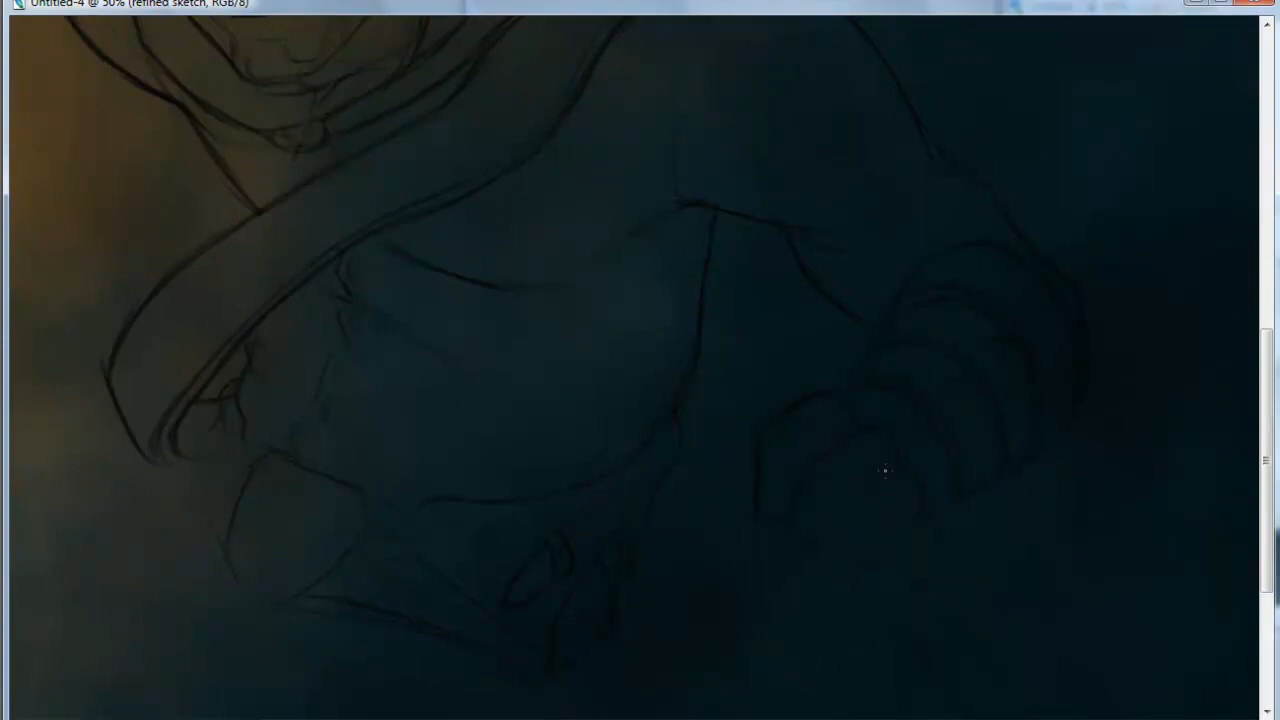 Untitled-4 @ 50% (refined sketch, RGB/8)